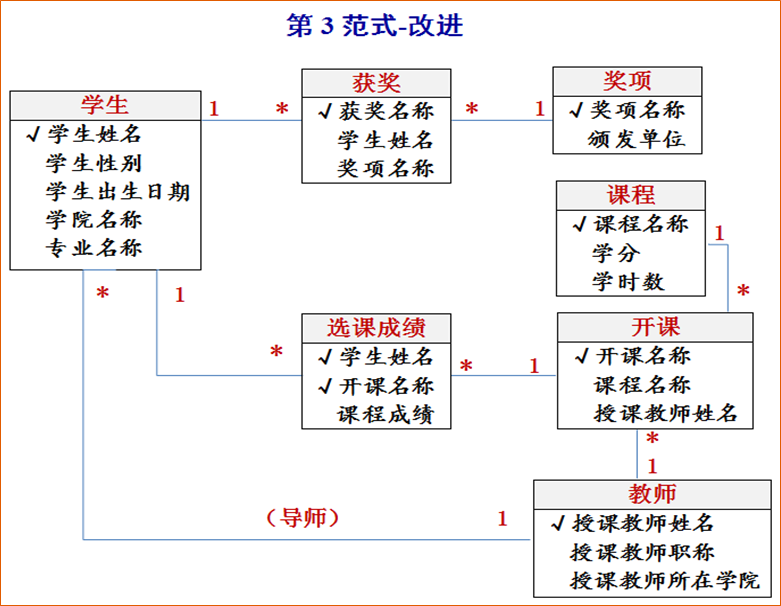 第 3 范式-改进
学生
√ 学生姓名
学生性别
学生出生日期
学院名称
专业名称
1
*
获奖
√ 获奖名称
学生姓名
奖项名称
*
1
奖项
√ 奖项名称
颁发单位
课程
√ 课程名称
学分
学时数
1
*
*
1
*
选课成绩
√ 学生姓名
√ 开课名称
课程成绩
*
1
开课
√ 开课名称
课程名称
授课教师姓名
*
1
(导师)
1
教师
√ 授课教师姓名
授课教师职称
授课教师所在学院